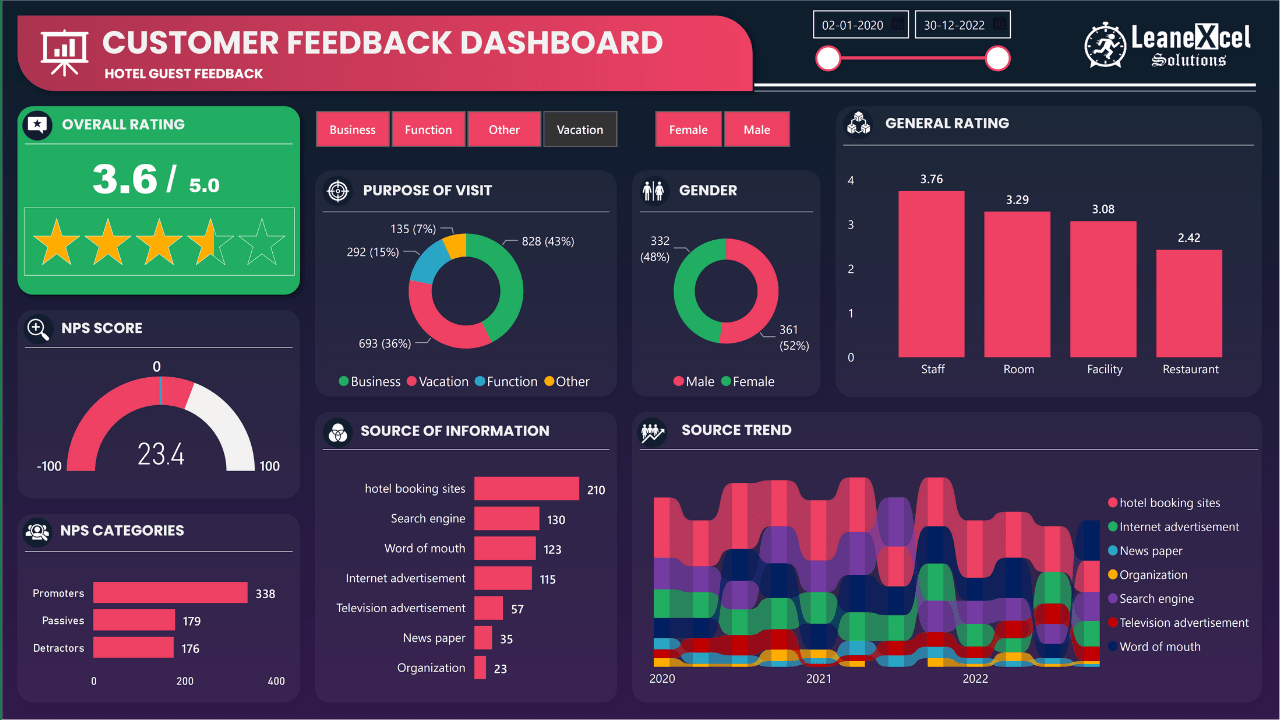 CUSTOMER FEEDBACK DASHBOARD
HOTEL GUEST FEEDBACK
02-01-2020
30-12-2022
LeaneXcel
Solutions
OVERALL RATING
3.6 / 5.0
Business
Function
Other
Vacation
Female
Male
PURPOSE OF VISIT
135 (7%)
828 (43%)
292 (15%)
693 (36%)
Business
Vacation
Function
Other
GENDER
332
(48%)
361
(52%)
Male
Female
GENERAL RATING
4
3
2
1
0
3.76
3.29
3.08
2.42
Staff
Room
Facility
Restaurant
NPS SCORE
0
23.4
-100
100
NPS CATEGORIES
Promoters
338
Passives
179
Detractors
176
0
200
400
SOURCE OF INFORMATION
hotel booking sites
210
Search engine
130
Word of mouth
123
Internet advertisement
115
Television advertisement
57
News paper
35
Organization
23
SOURCE TREND
2020
2021
2022
hotel booking sites
Internet advertisement
News paper
Organization
Search engine
Television advertisement
Word of mouth